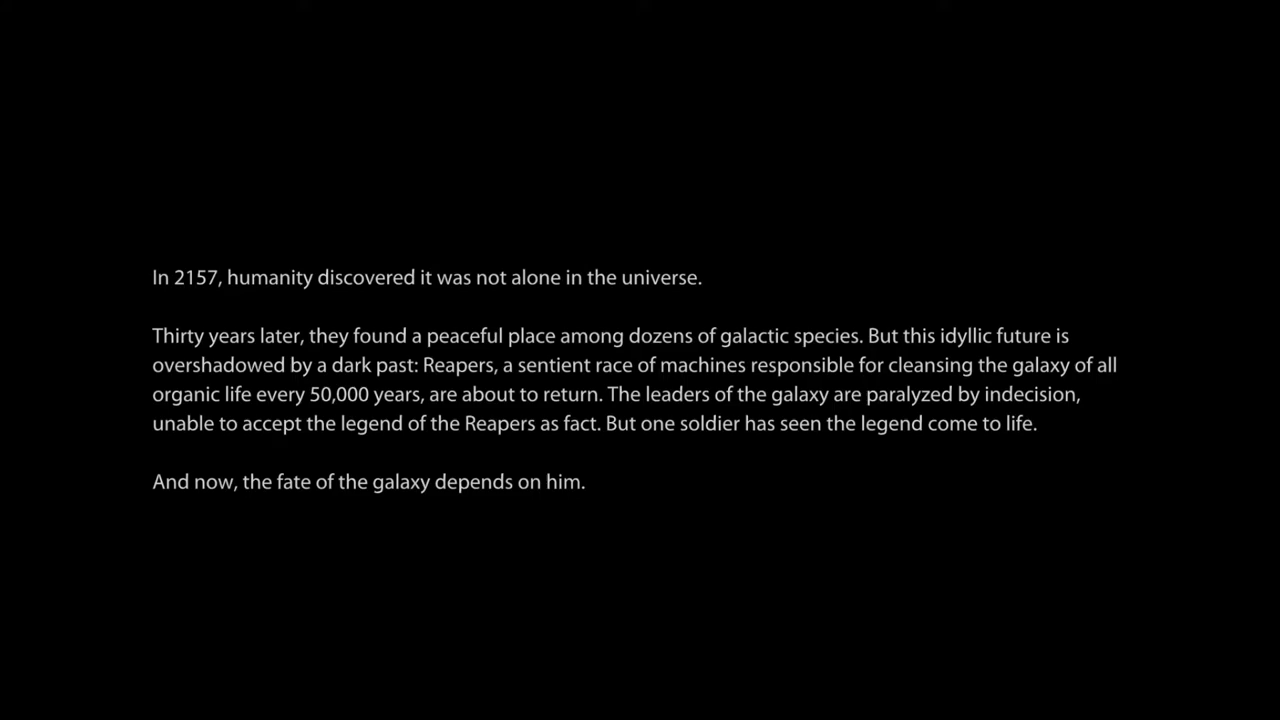 In 2157, humanity discovered it was not alone in the universe.
Thirty years later, they found a peaceful place among dozens of galactic species. But this idyllic future is
overshadowed by a dark past: Reapers, a sentient race of machines responsible for cleansing the galaxy of all
organic life every 50,000 years, are about to return. The leaders of the galaxy are paralyzed by indecision,
unable to accept the legend of the Reapers as fact. But one soldier has seen the legend come to life.
And now, the fate of the galaxy depends on him.